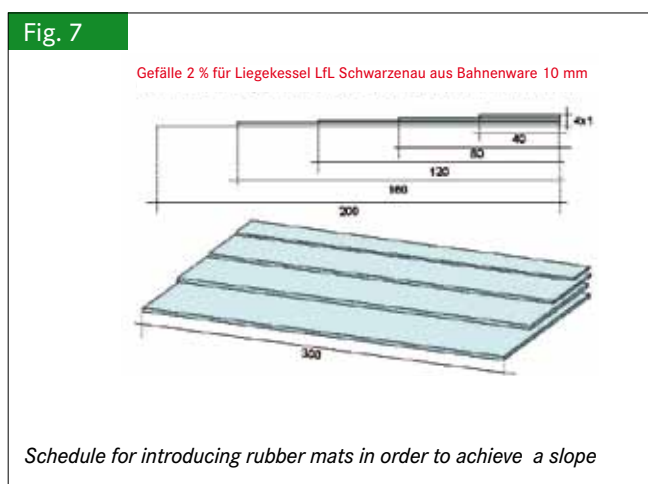 Fig. 7
Gefälle 2 % für Liegekessel LfL Schwarzenau aus Bahnenware 10 mm
4x1
40
80
120
160
200
300
Schedule for introducing rubber mats in order to achieve a slope